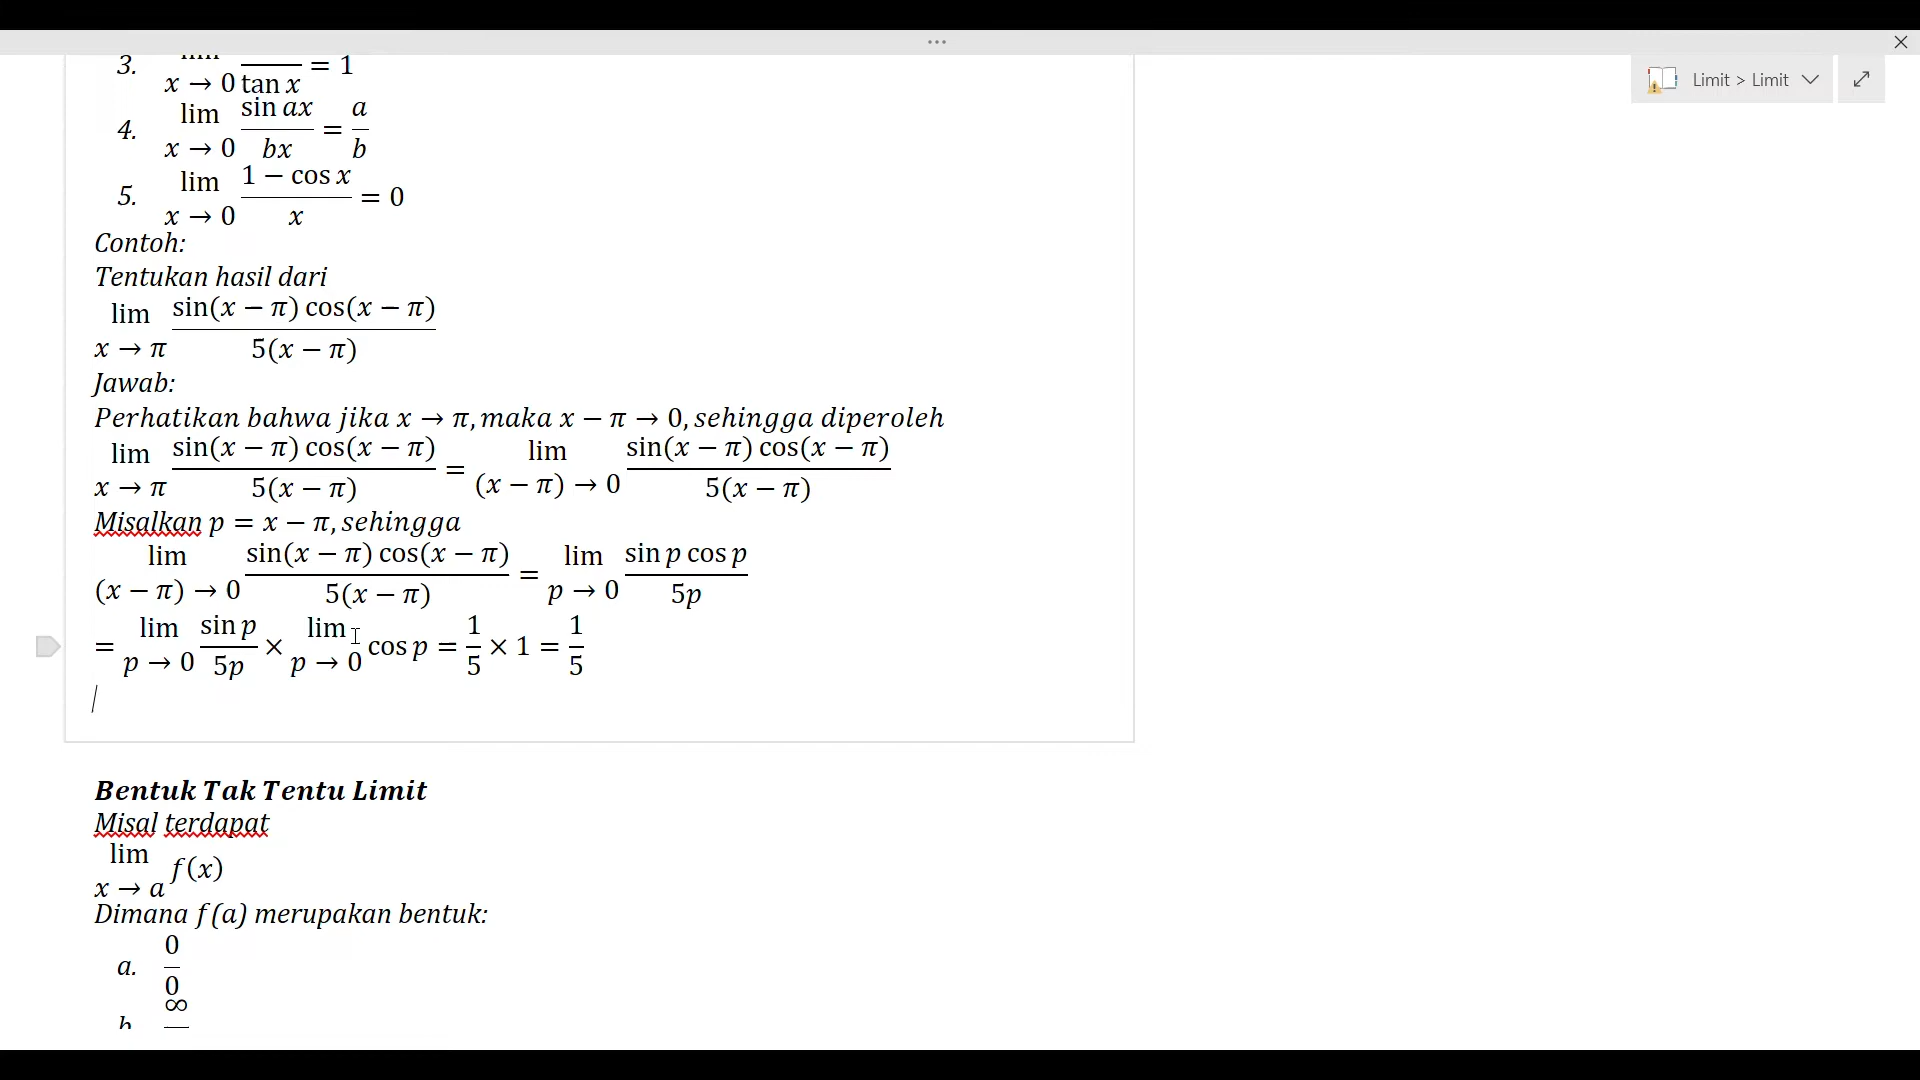 Limit > Limit
3. lim x → 0 tan x = 1
4. lim x → 0 sin ax / bx = a / b
5. lim x → 0 1 − cos x / x = 0
Contoh:
Tentukan hasil dari
lim x → π sin(x − π) cos(x − π) / 5(x − π)
Jawab:
Perhatikan bahwa jika x → π, maka x − π → 0, sehingga diperoleh
lim x → π sin(x − π) cos(x − π) / 5(x − π) = lim (x − π) → 0 sin(x − π) cos(x − π) / 5(x − π)
Misalkan p = x − π, sehingga
lim (x − π) → 0 sin(x − π) cos(x − π) / 5(x − π) = lim p → 0 sin p cos p / 5p
= lim p → 0 sin p / 5p × lim p → 0 cos p = 1 / 5 × 1 = 1 / 5
Bentuk Tak Tentu Limit
Misal terdapat
lim x → a f(x)
Dimana f(a) merupakan bentuk:
a. 0 / 0
b. ∞